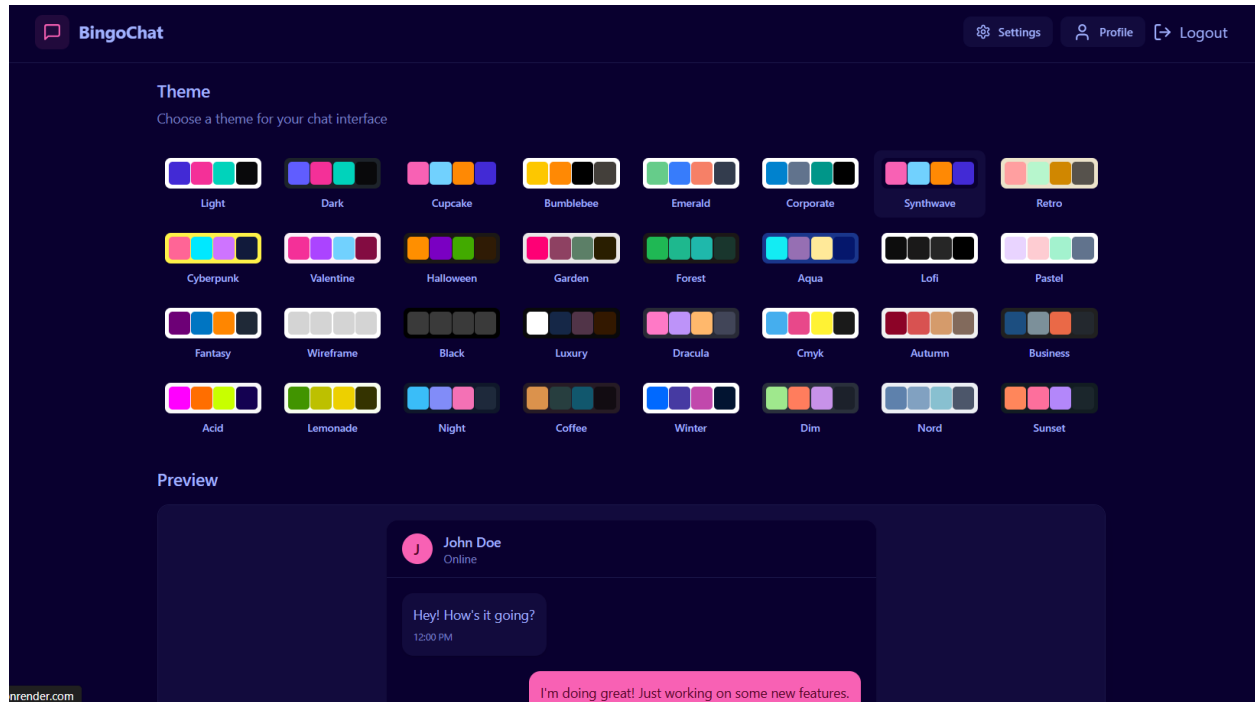 BingoChat
Settings Profile Logout
Theme
Choose a theme for your chat interface
Light Dark Cupcake Bumblebee Emerald Corporate Synthwave Retro
Cyberpunk Valentine Halloween Garden Forest Aqua Lofi Pastel
Fantasy Wireframe Black Luxury Dracula Cmyk Autumn Business
Acid Lemonade Night Coffee Winter Dim Nord Sunset
Preview
J
John Doe
Online
Hey! How's it going?
12:00 PM
I'm doing great! Just working on some new features.
nrender.com